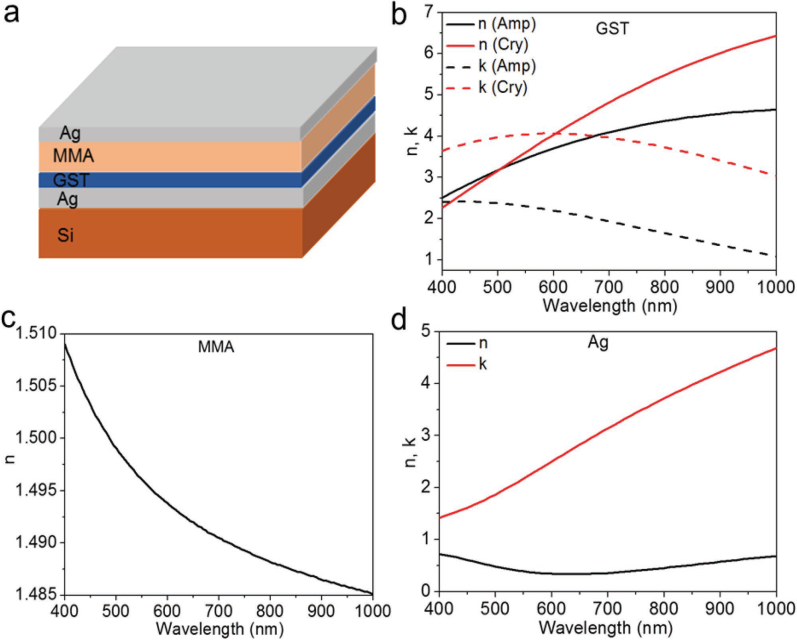 a
Ag
MMA
GST
Ag
Si
b
n (Amp)
n (Cry)
k (Amp)
k (Cry)
GST
7
6
5
4
3
2
1
n, k
400 500 600 700 800 900 1000
Wavelength (nm)
c
MMA
1.510
1.505
1.500
1.495
1.490
1.485
n
400 500 600 700 800 900 1000
Wavelength (nm)
d
Ag
n
k
5
4
3
2
1
0
n, k
400 500 600 700 800 900 1000
Wavelength (nm)